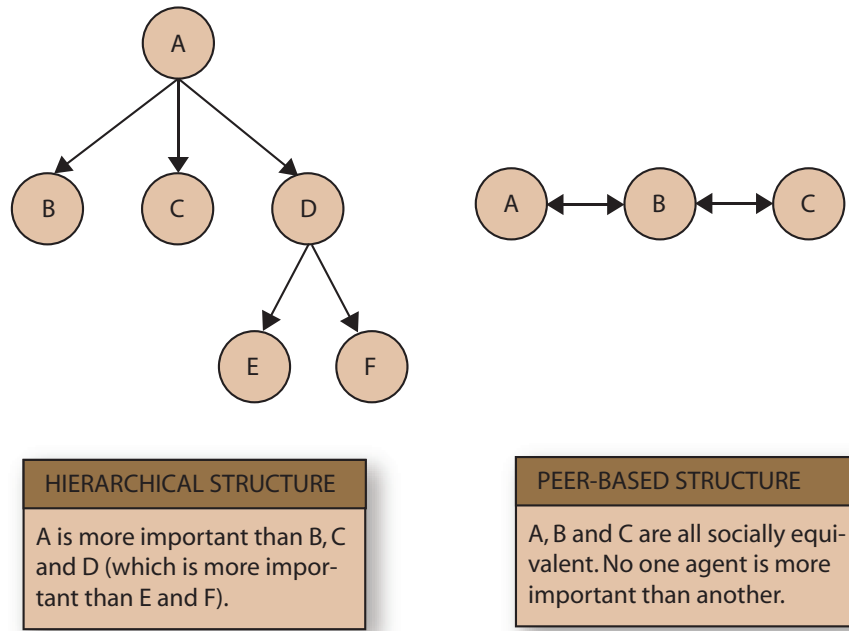 A
B
C
D
E
F
A
B
C
HIERARCHICAL STRUCTURE
A is more important than B, C
and D (which is more impor-
tant than E and F).
PEER-BASED STRUCTURE
A, B and C are all socially equi-
valent. No one agent is more
important than another.